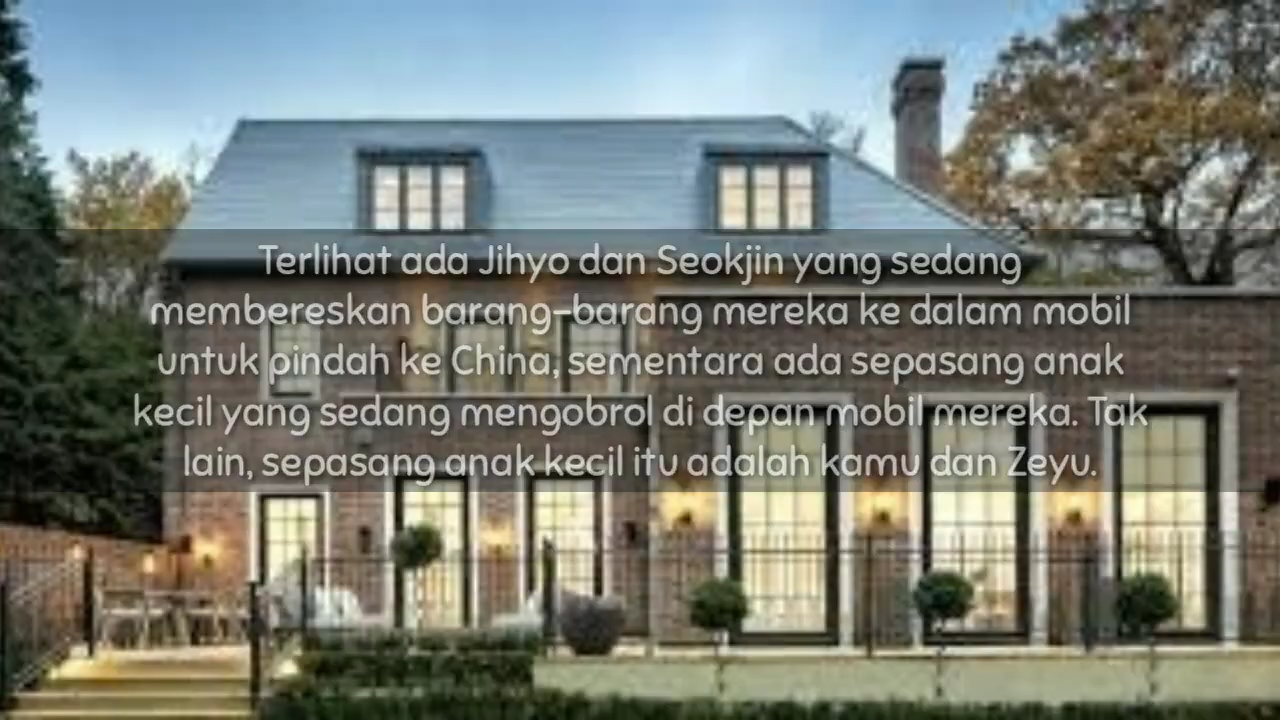 Terlihat ada Jihyo dan Seokjin yang sedang
membereskan barang-barang mereka ke dalam mobil
untuk pindah ke China, sementara ada sepasang anak
kecil yang sedang mengobrol di depan mobil mereka. Tak
lain, sepasang anak kecil itu adalah kamu dan Zeyu.